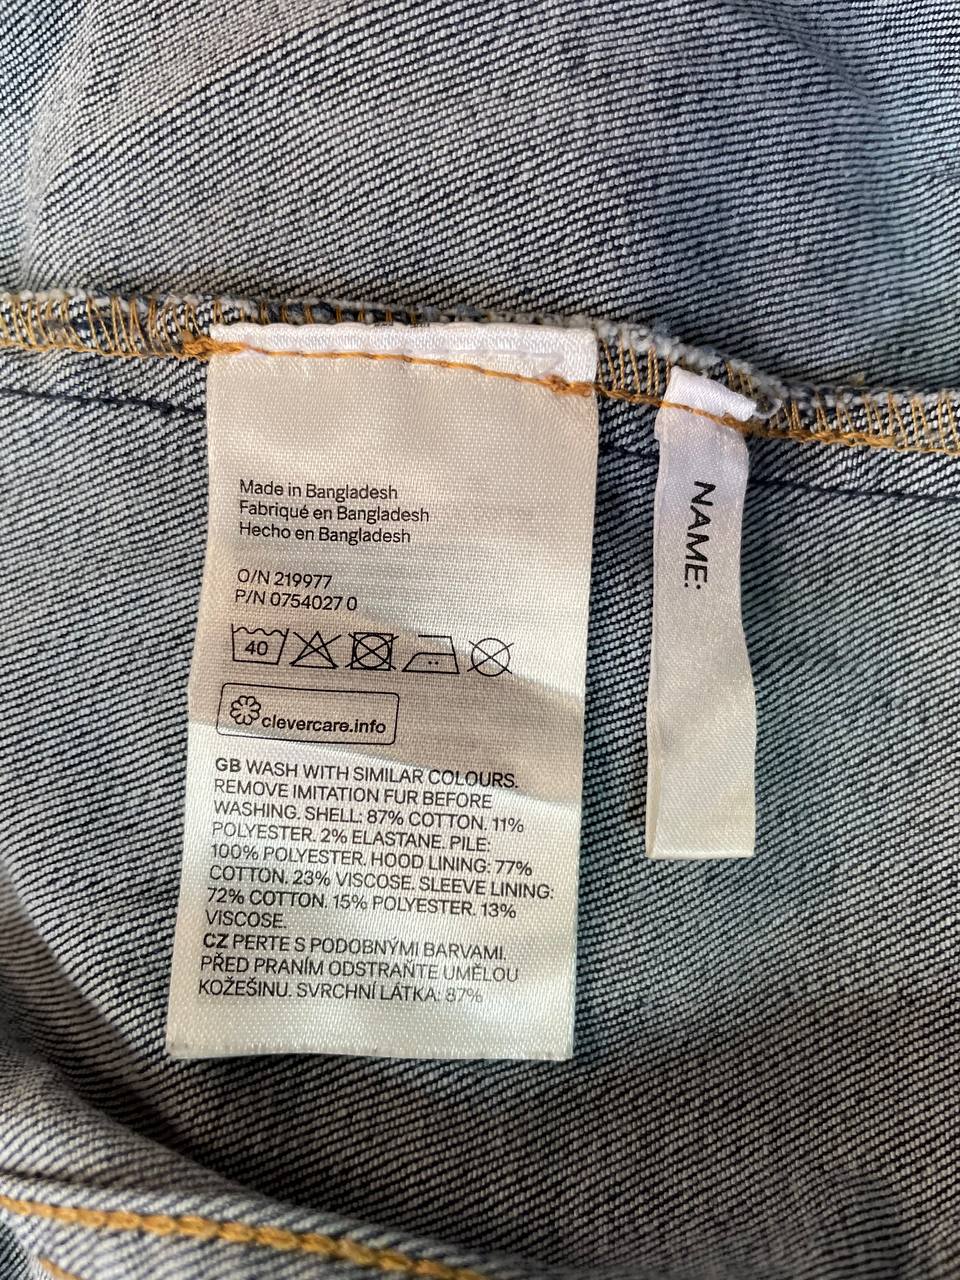 Made in Bangladesh
Fabriqué en Bangladesh
Hecho en Bangladesh
O/N 219977
P/N 0754027 0
40
clevercare.info
GB WASH WITH SIMILAR COLOURS.
REMOVE IMITATION FUR BEFORE
WASHING. SHELL: 87% COTTON. 11%
POLYESTER. 2% ELASTANE. PILE:
100% POLYESTER. HOOD LINING: 77%
COTTON. 23% VISCOSE. SLEEVE LINING:
72% COTTON. 15% POLYESTER. 13%
VISCOSE.
CZ PERTE S PODOBNÝMI BARVAMI.
PŘED PRANÍM ODSTRAŇTE UMĚLOU
KOŽEŠINU. SVRCHNÍ LÁTKA: 87%
NAME: